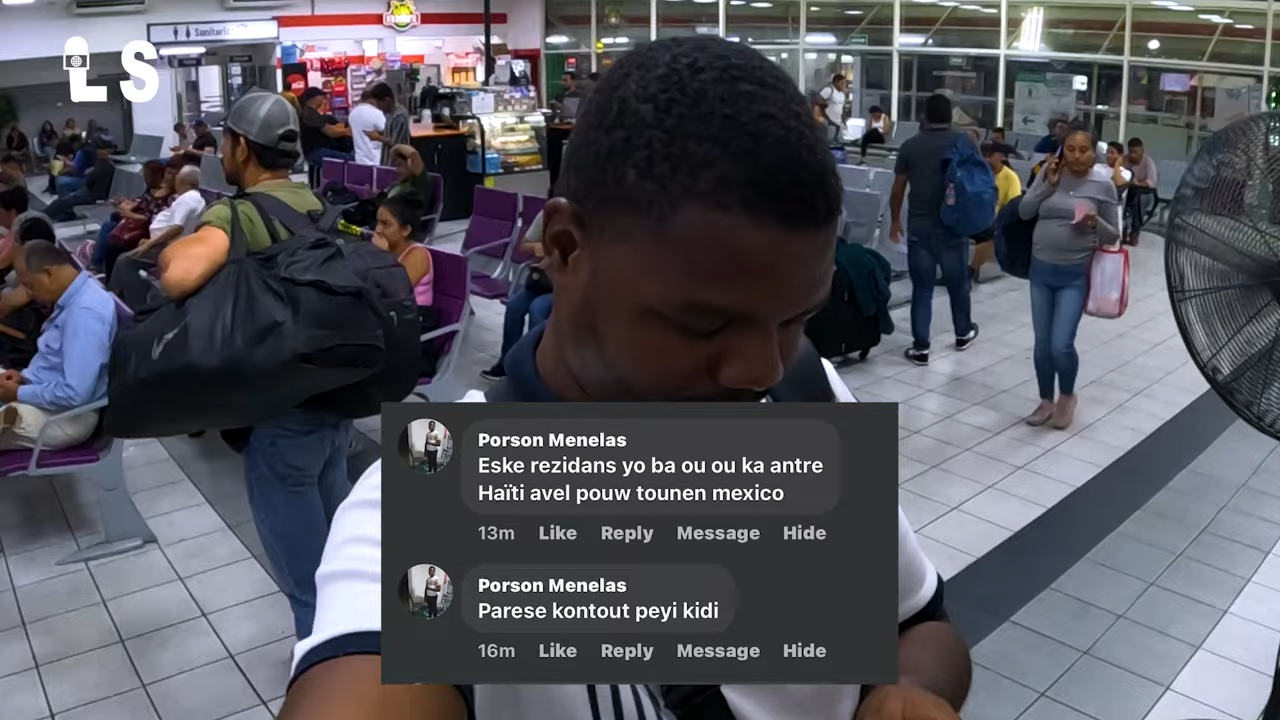 LS
Sanitari
Porson Menelas
Eske rezidans yo ba ou ou ka antre
Haïti avel pouw tounen mexico
13m Like Reply Message Hide
Porson Menelas
Parese kontout peyi kidi
16m Like Reply Message Hide